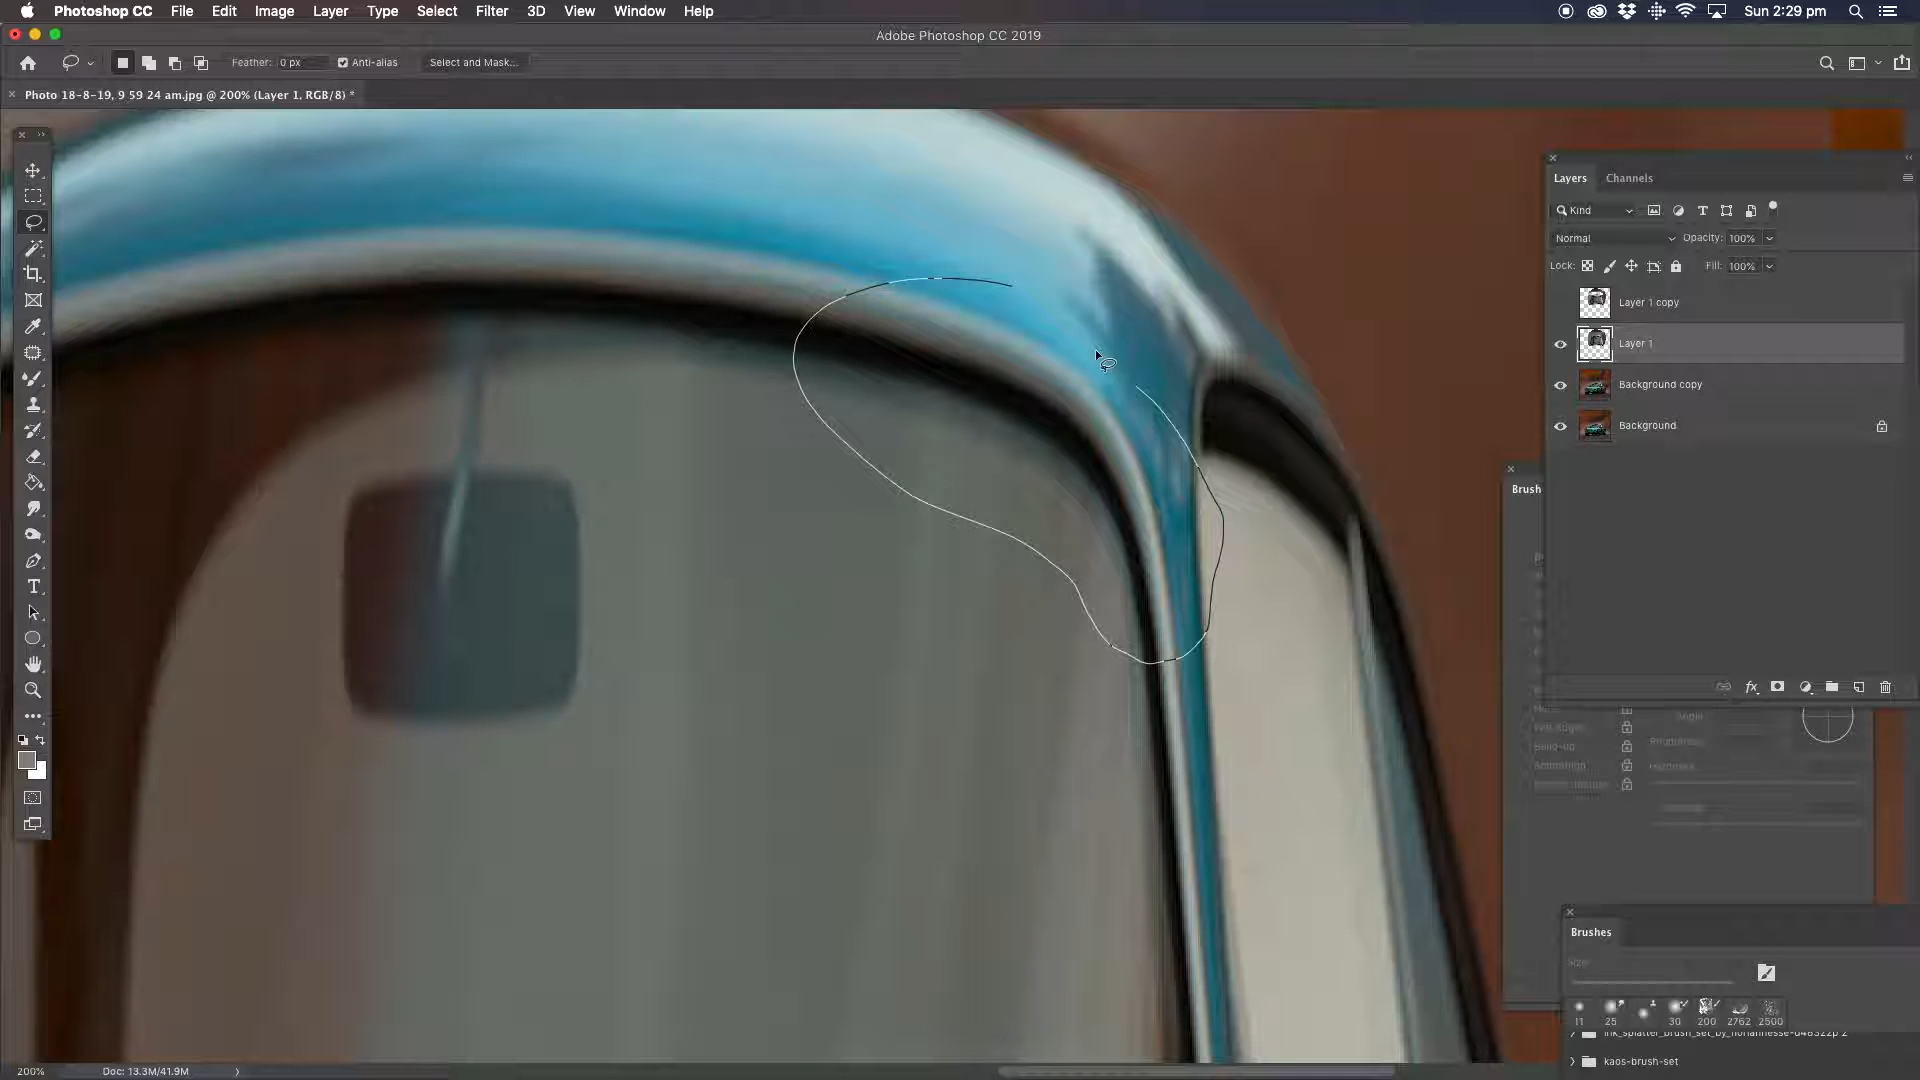 Photoshop CC File Edit Image Layer Type Select Filter 3D View Window Help Sun 2:29 pm
Adobe Photoshop CC 2019
Feather: 0 px Anti-alias Select and Mask...
Photo 18-8-19, 9 59 24 am.jpg @ 200% (Layer 1, RGB/8) *
Layers Channels
Kind
Normal Opacity: 100%
Lock: Fill: 100%
Layer 1 copy
Layer 1
Background copy
Background
Brush
Angle
Roughness
Hardness
Brushes
Size
11 25 30 200 2762 2500
kaos-brush-set
200% Doc: 13.3M/41.9M